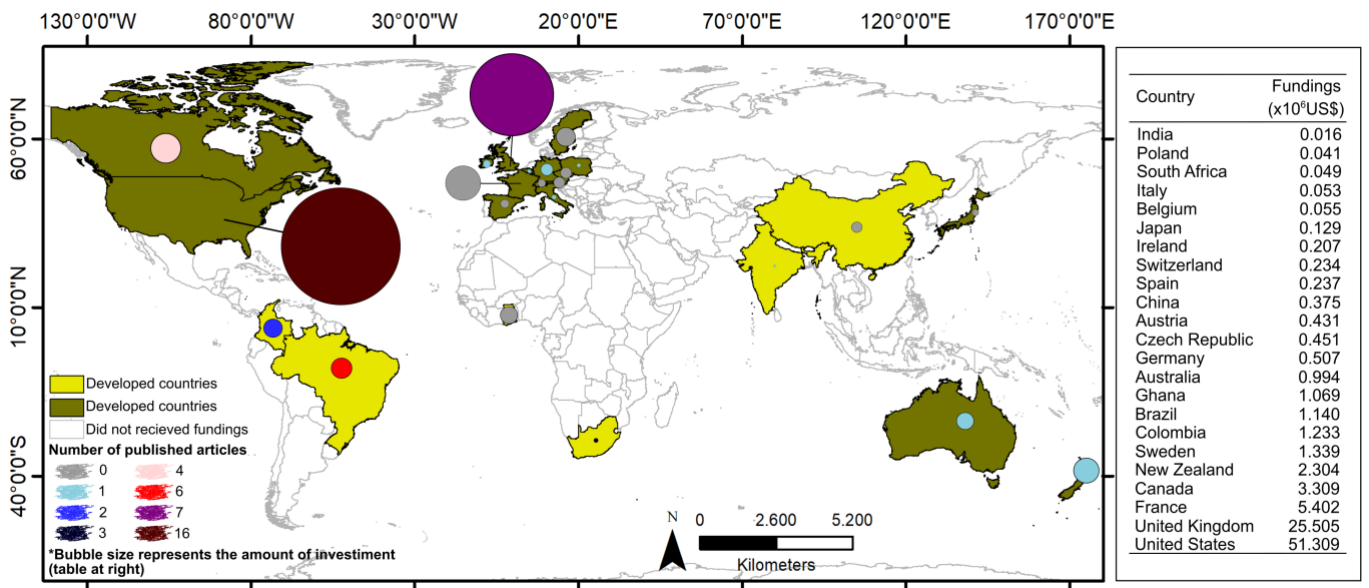 130°0'0"W 80°0'0"W 30°0'0"W 20°0'0"E 70°0'0"E 120°0'0"E 170°0'0"E
60°0'0"N
10°0'0"N
40°0'0"S
Developed countries
Developed countries
Did not recieved fundings
Number of published articles
0 4
1 6
2 7
3 16
*Bubble size represents the amount of investiment
(table at right)
N
0 2.600 5.200
Kilometers
Country Fundings
(x10⁶US$)
India 0.016
Poland 0.041
South Africa 0.049
Italy 0.053
Belgium 0.055
Japan 0.129
Ireland 0.207
Switzerland 0.234
Spain 0.237
China 0.375
Austria 0.431
Czech Republic 0.451
Germany 0.507
Australia 0.994
Ghana 1.069
Brazil 1.140
Colombia 1.233
Sweden 1.339
New Zealand 2.304
Canada 3.309
France 5.402
United Kingdom 25.505
United States 51.309